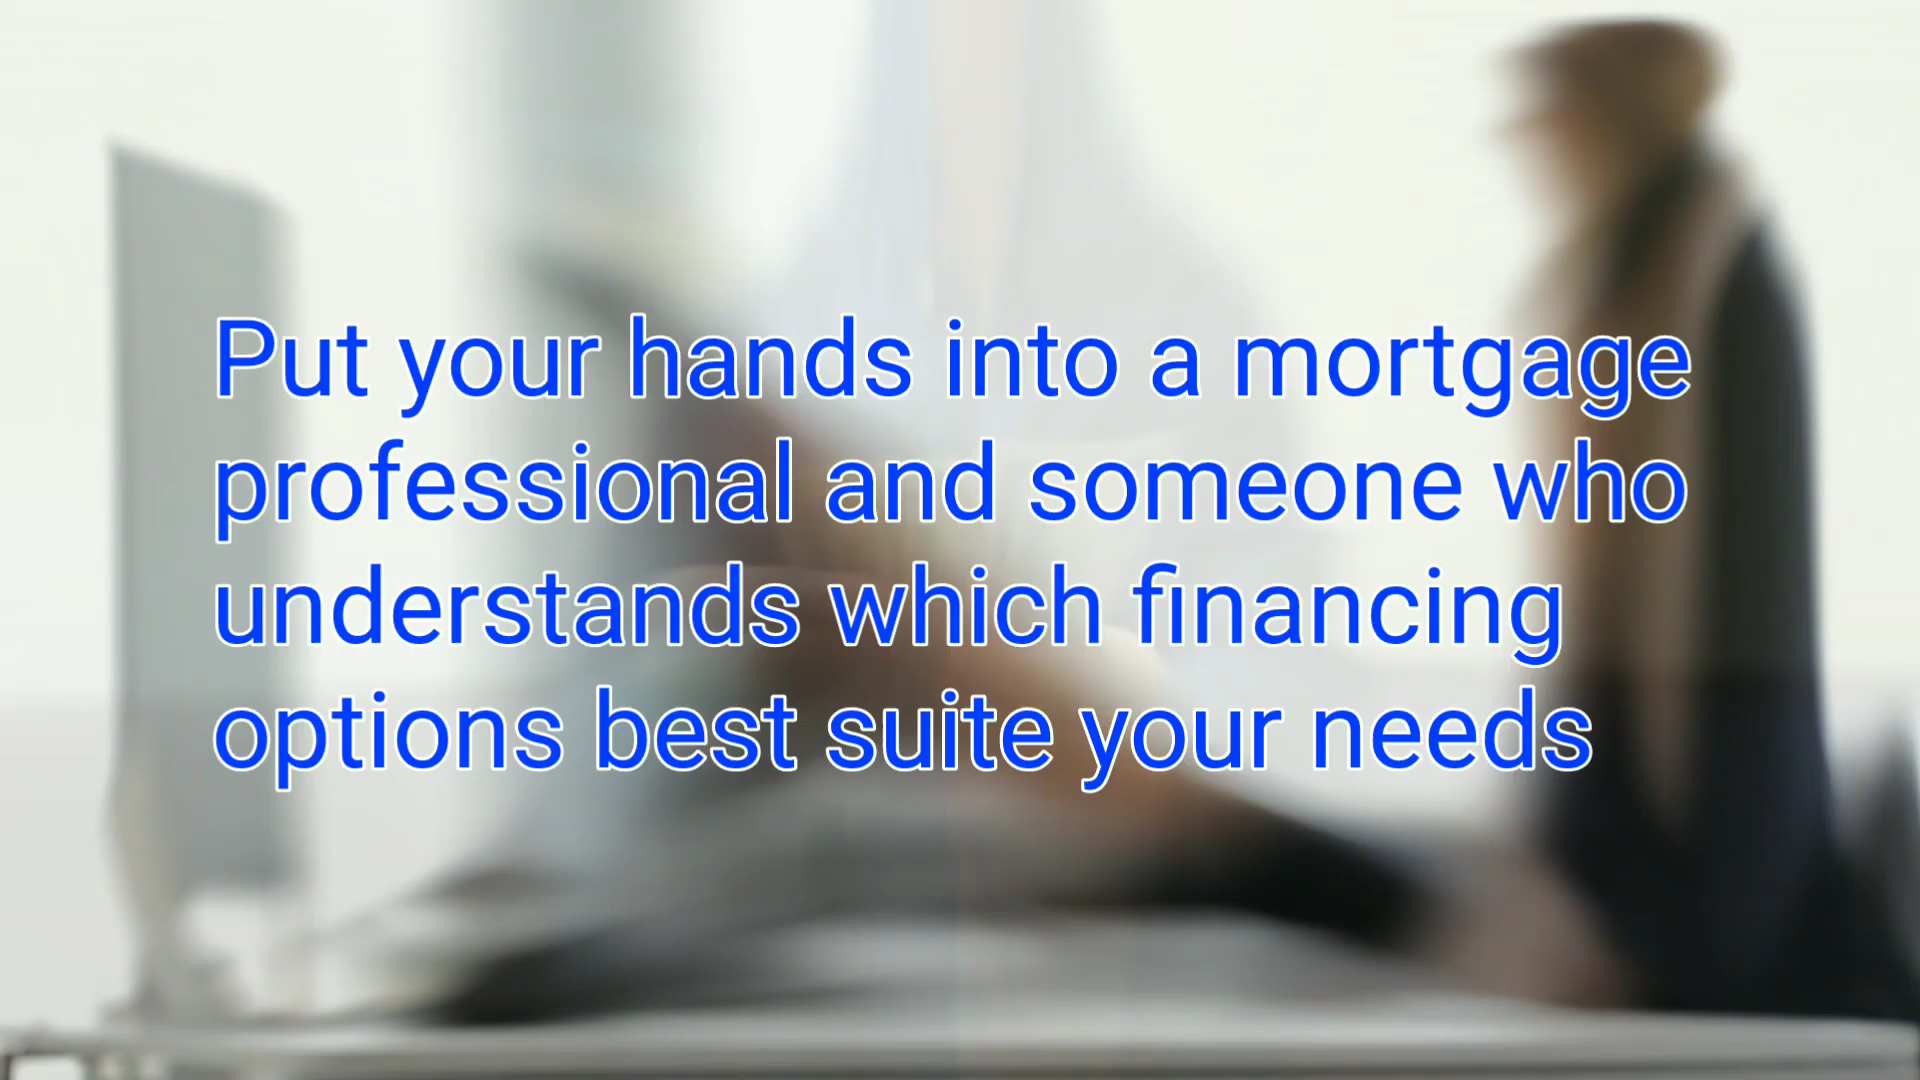 Put your hands into a mortgage
professional and someone who
understands which financing
options best suite your needs